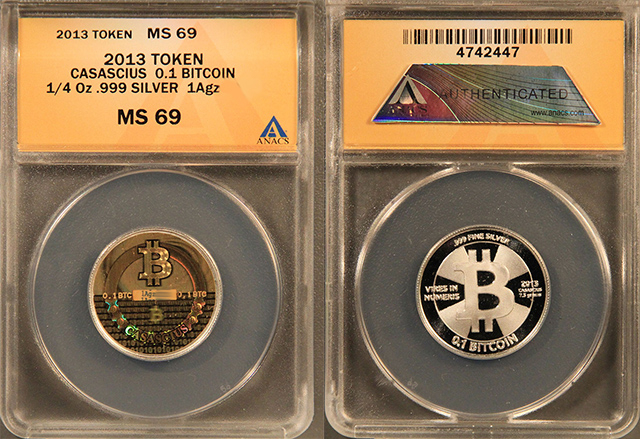 2013 TOKEN MS 69
2013 TOKEN
CASASCIUS 0.1 BITCOIN
1/4 Oz .999 SILVER 1Agz
MS 69
ANACS
0.1 BTC
0.1 BTC
CASASCIUS
4742447
ANACS
AUTHENTICATED
www.anacs.com
.999 FINE SILVER
VIRES IN
NUMERIS
2013
CASASCIUS
0.1 BITCOIN